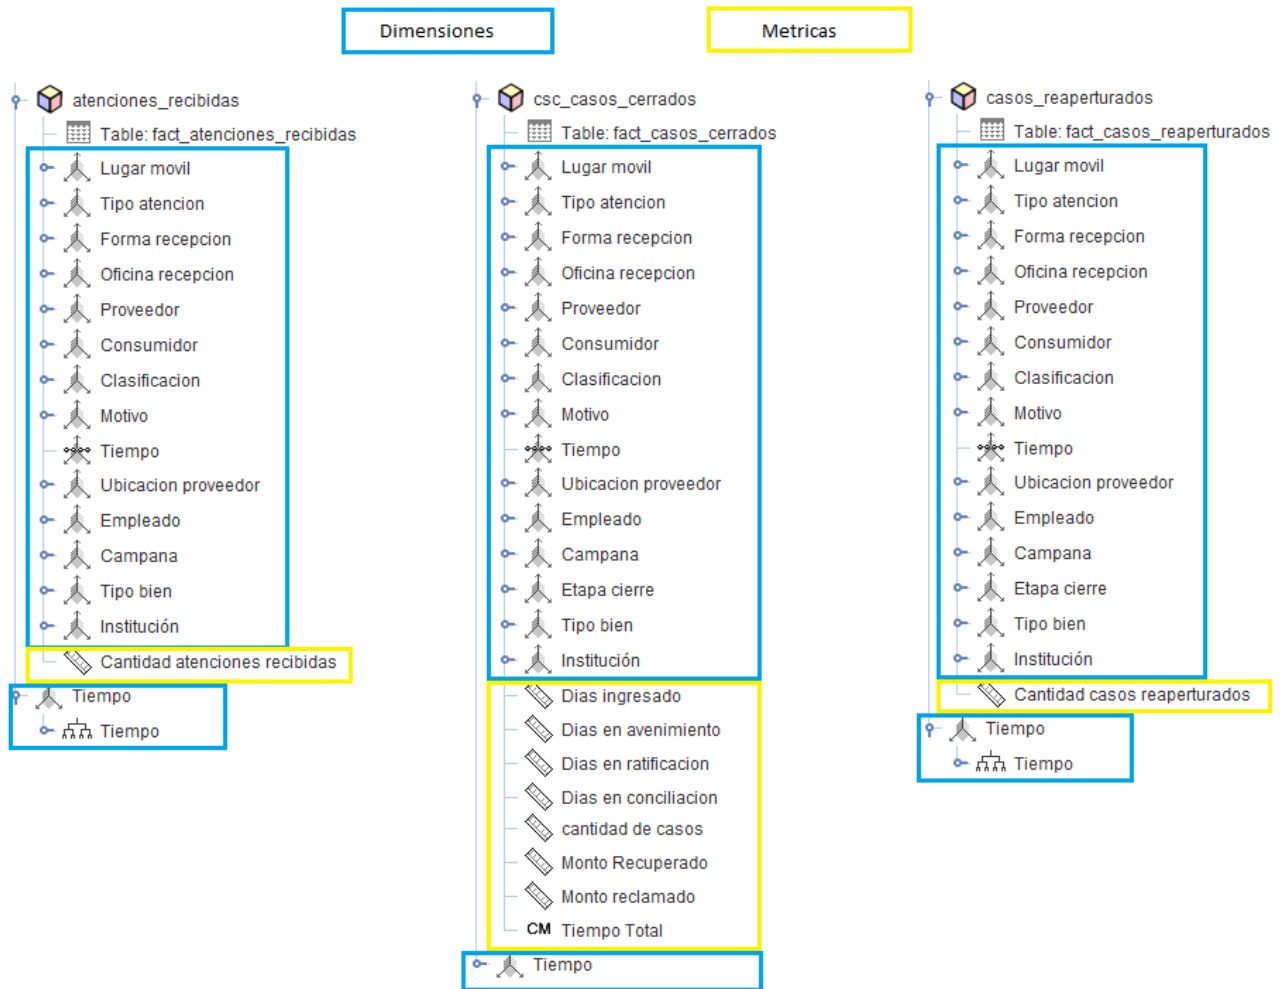 Dimensiones
Metricas
atenciones_recibidas
Table: fact_atenciones_recibidas
Lugar movil
Tipo atencion
Forma recepcion
Oficina recepcion
Proveedor
Consumidor
Clasificacion
Motivo
Tiempo
Ubicacion proveedor
Empleado
Campana
Tipo bien
Institución
Cantidad atenciones recibidas
Tiempo
Tiempo
csc_casos_cerrados
Table: fact_casos_cerrados
Lugar movil
Tipo atencion
Forma recepcion
Oficina recepcion
Proveedor
Consumidor
Clasificacion
Motivo
Tiempo
Ubicacion proveedor
Empleado
Campana
Etapa cierre
Tipo bien
Institución
Dias ingresado
Dias en avenimiento
Dias en ratificacion
Dias en conciliacion
cantidad de casos
Monto Recuperado
Monto reclamado
CM Tiempo Total
Tiempo
casos_reaperturados
Table: fact_casos_reaperturados
Lugar movil
Tipo atencion
Forma recepcion
Oficina recepcion
Proveedor
Consumidor
Clasificacion
Motivo
Tiempo
Ubicacion proveedor
Empleado
Campana
Etapa cierre
Tipo bien
Institución
Cantidad casos reaperturados
Tiempo
Tiempo